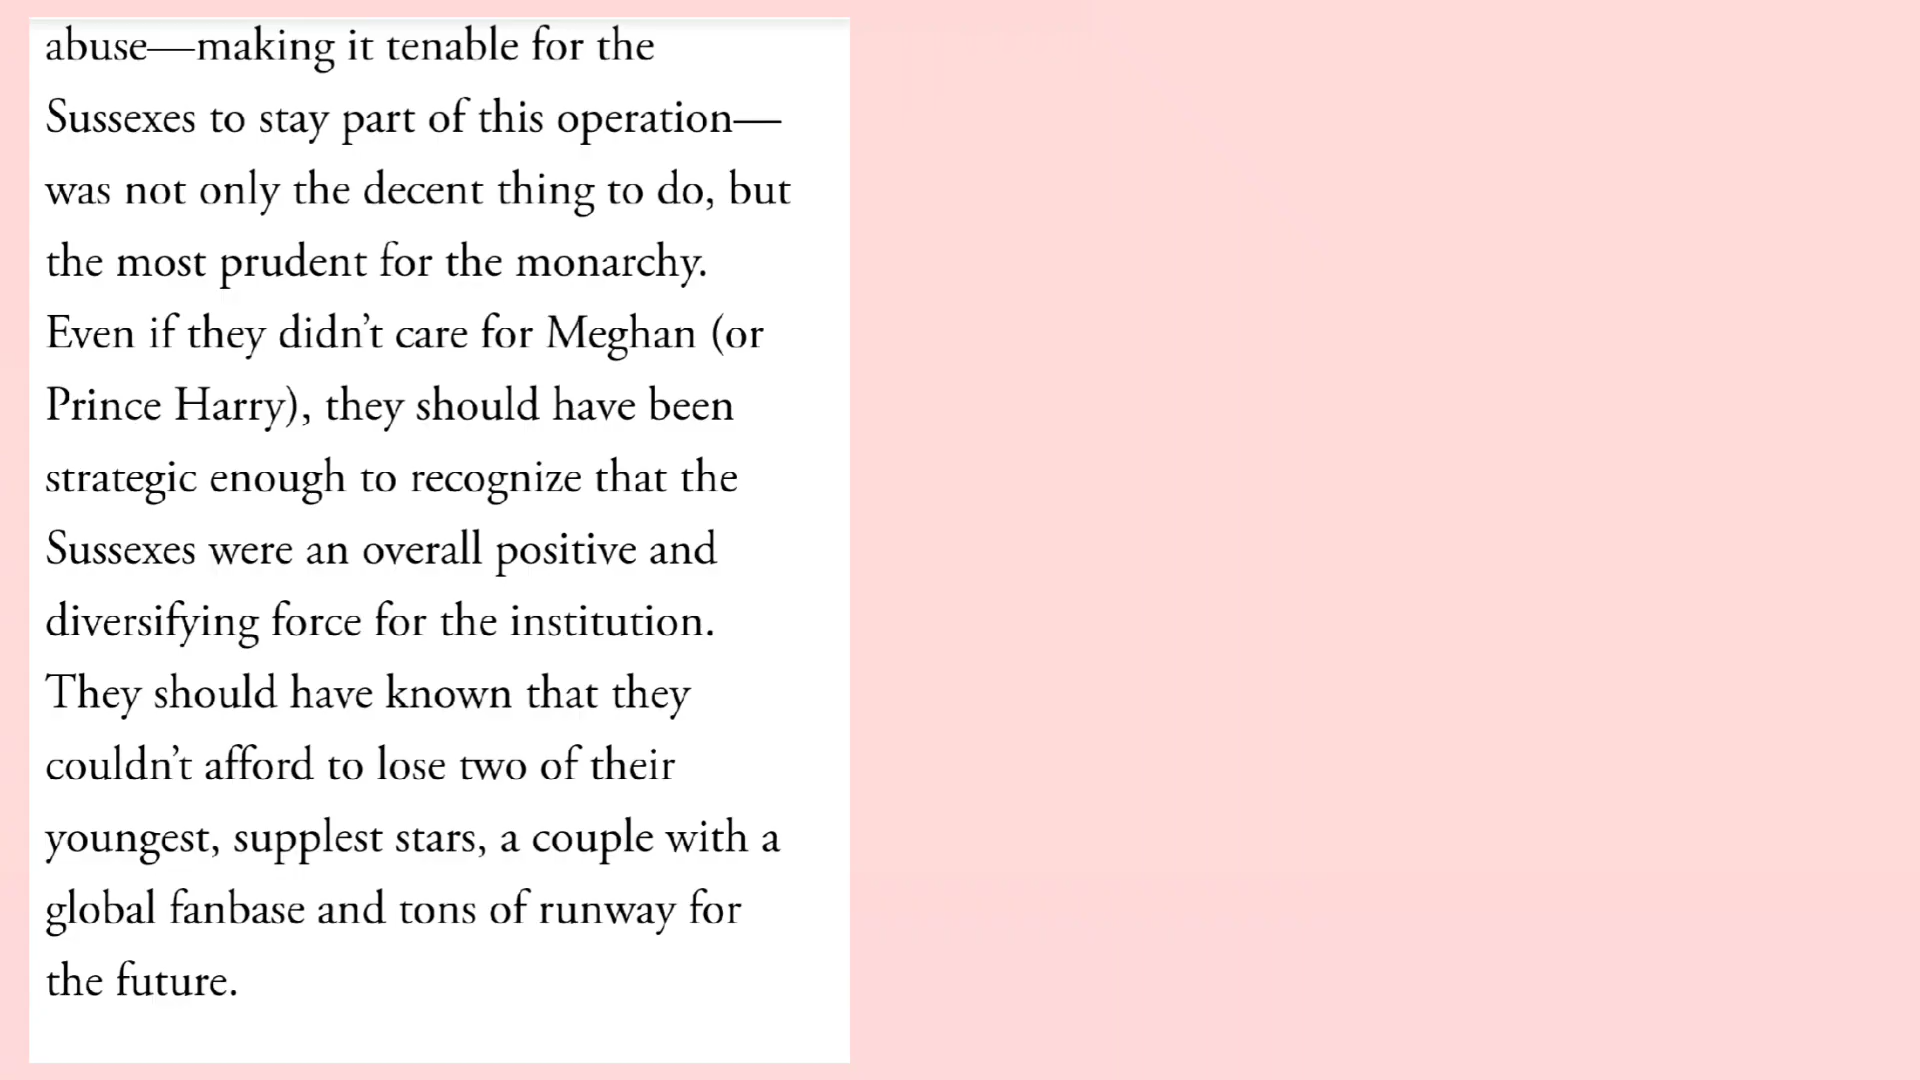 abuse—making it tenable for the
Sussexes to stay part of this operation—
was not only the decent thing to do, but
the most prudent for the monarchy.
Even if they didn’t care for Meghan (or
Prince Harry), they should have been
strategic enough to recognize that the
Sussexes were an overall positive and
diversifying force for the institution.
They should have known that they
couldn’t afford to lose two of their
youngest, supplest stars, a couple with a
global fanbase and tons of runway for
the future.